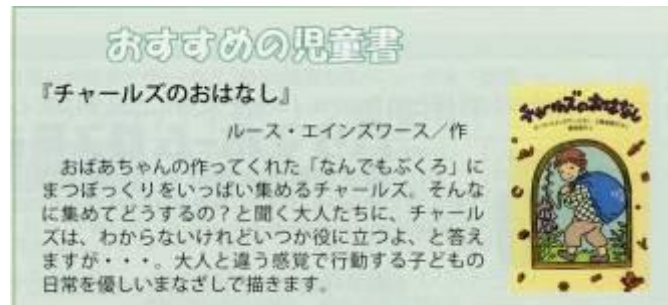 おすすめの児童書
『チャールズのおはなし』
ルース・エインズワース／作
おばあちゃんの作ってくれた「なんでもぶくろ」に
まつぼっくりをいっぱい集めるチャールズ。そんな
に集めてどうするの？と聞く大人たちに、チャール
ズは、わからないけれどいつか役に立つよ、と答え
ますが・・・。大人と違う感覚で行動する子どもの
日常を優しいまなざしで描きます。
チャールズのおはなし